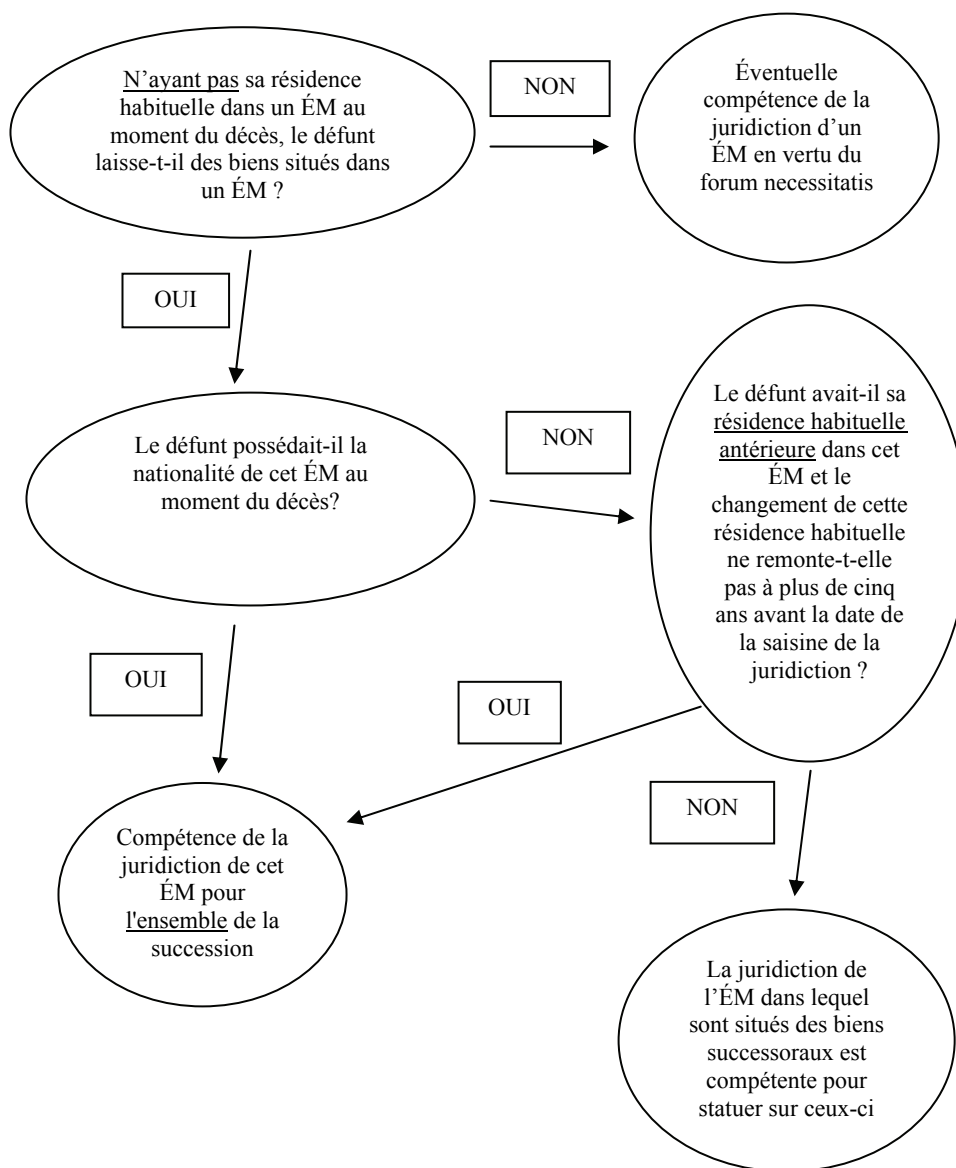 N’ayant pas sa résidence
habituelle dans un ÉM au
moment du décès, le défunt
laisse-t-il des biens situés dans
un ÉM ?
NON
Éventuelle
compétence de la
juridiction d’un
ÉM en vertu du
forum necessitatis
OUI
Le défunt possédait-il la
nationalité de cet ÉM au
moment du décès?
NON
Le défunt avait-il sa
résidence habituelle
antérieure dans cet
ÉM et le
changement de cette
résidence habituelle
ne remonte-t-elle
pas à plus de cinq
ans avant la date de
la saisine de la
juridiction ?
OUI
OUI
NON
Compétence de la
juridiction de cet
ÉM pour
l'ensemble de la
succession
La juridiction de
l’ÉM dans lequel
sont situés des biens
successoraux est
compétente pour
statuer sur ceux-ci